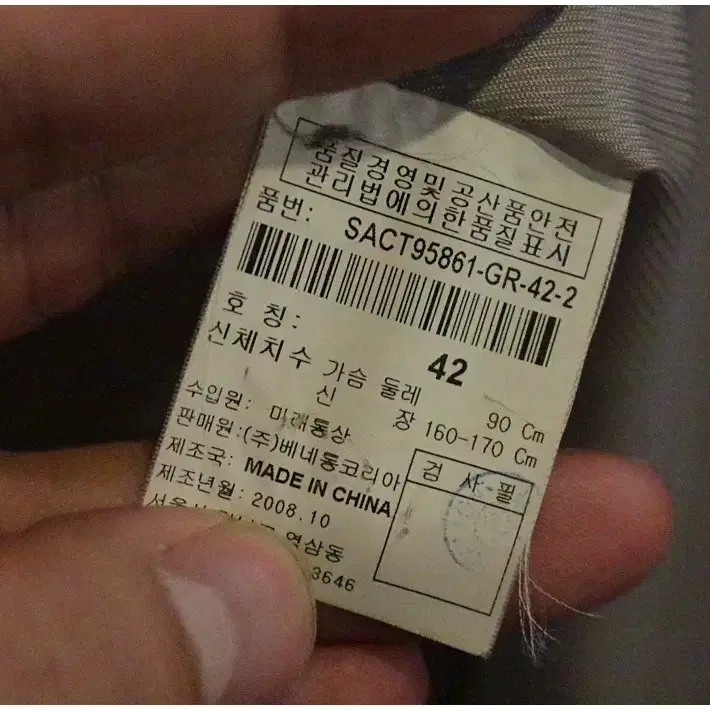 품질경영및공산품안전
관리법에의한품질표시
품번: SACT95861-GR-42-2
호칭: 42
신체치수 가슴 둘레 90 Cm
신 장 160-170 Cm
수입원: 미래통상
판매원:(주)베네통코리아
제조국: MADE IN CHINA
검 사 필
제조년월: 2008.10
역삼동
3646